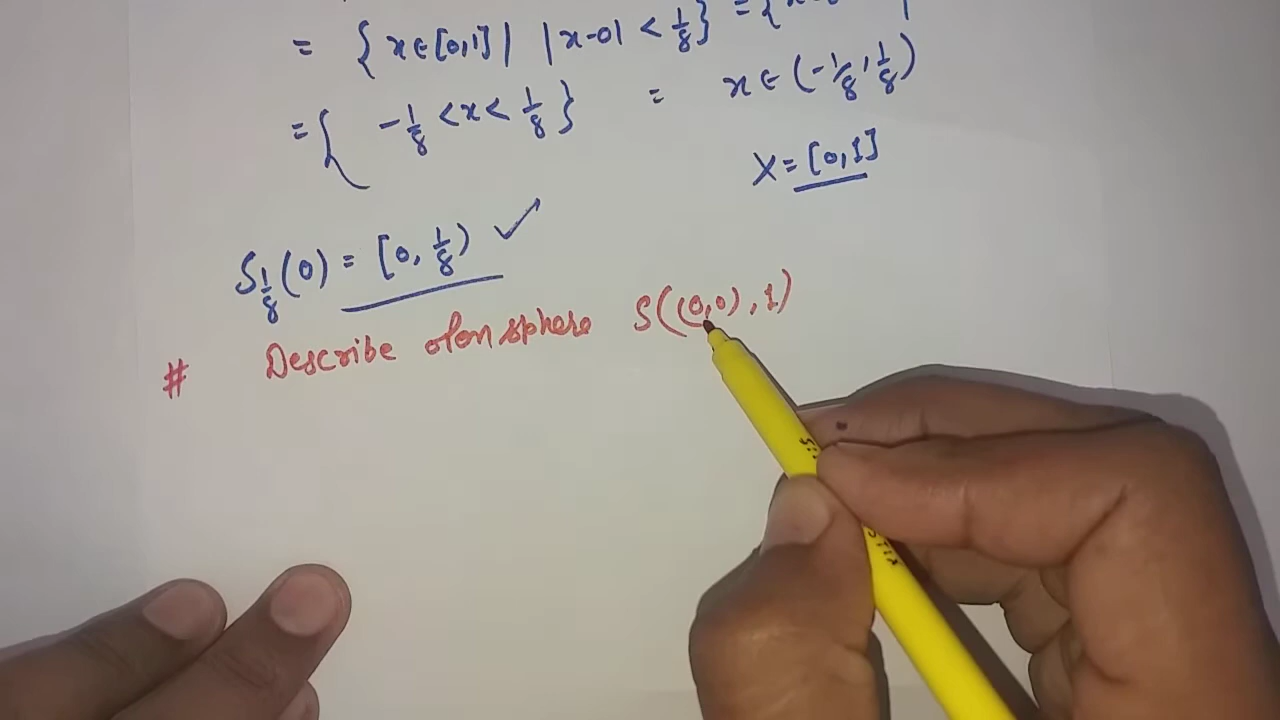 = { x∈[0,1] | |x-0| < 1/8 } = {x
= { -1/8 < x < 1/8 } = x ∈ (-1/8, 1/8)
X = [0,1]
S1/8(0) = [0, 1/8) ✓
# Describe open sphere S((0,0), 1)